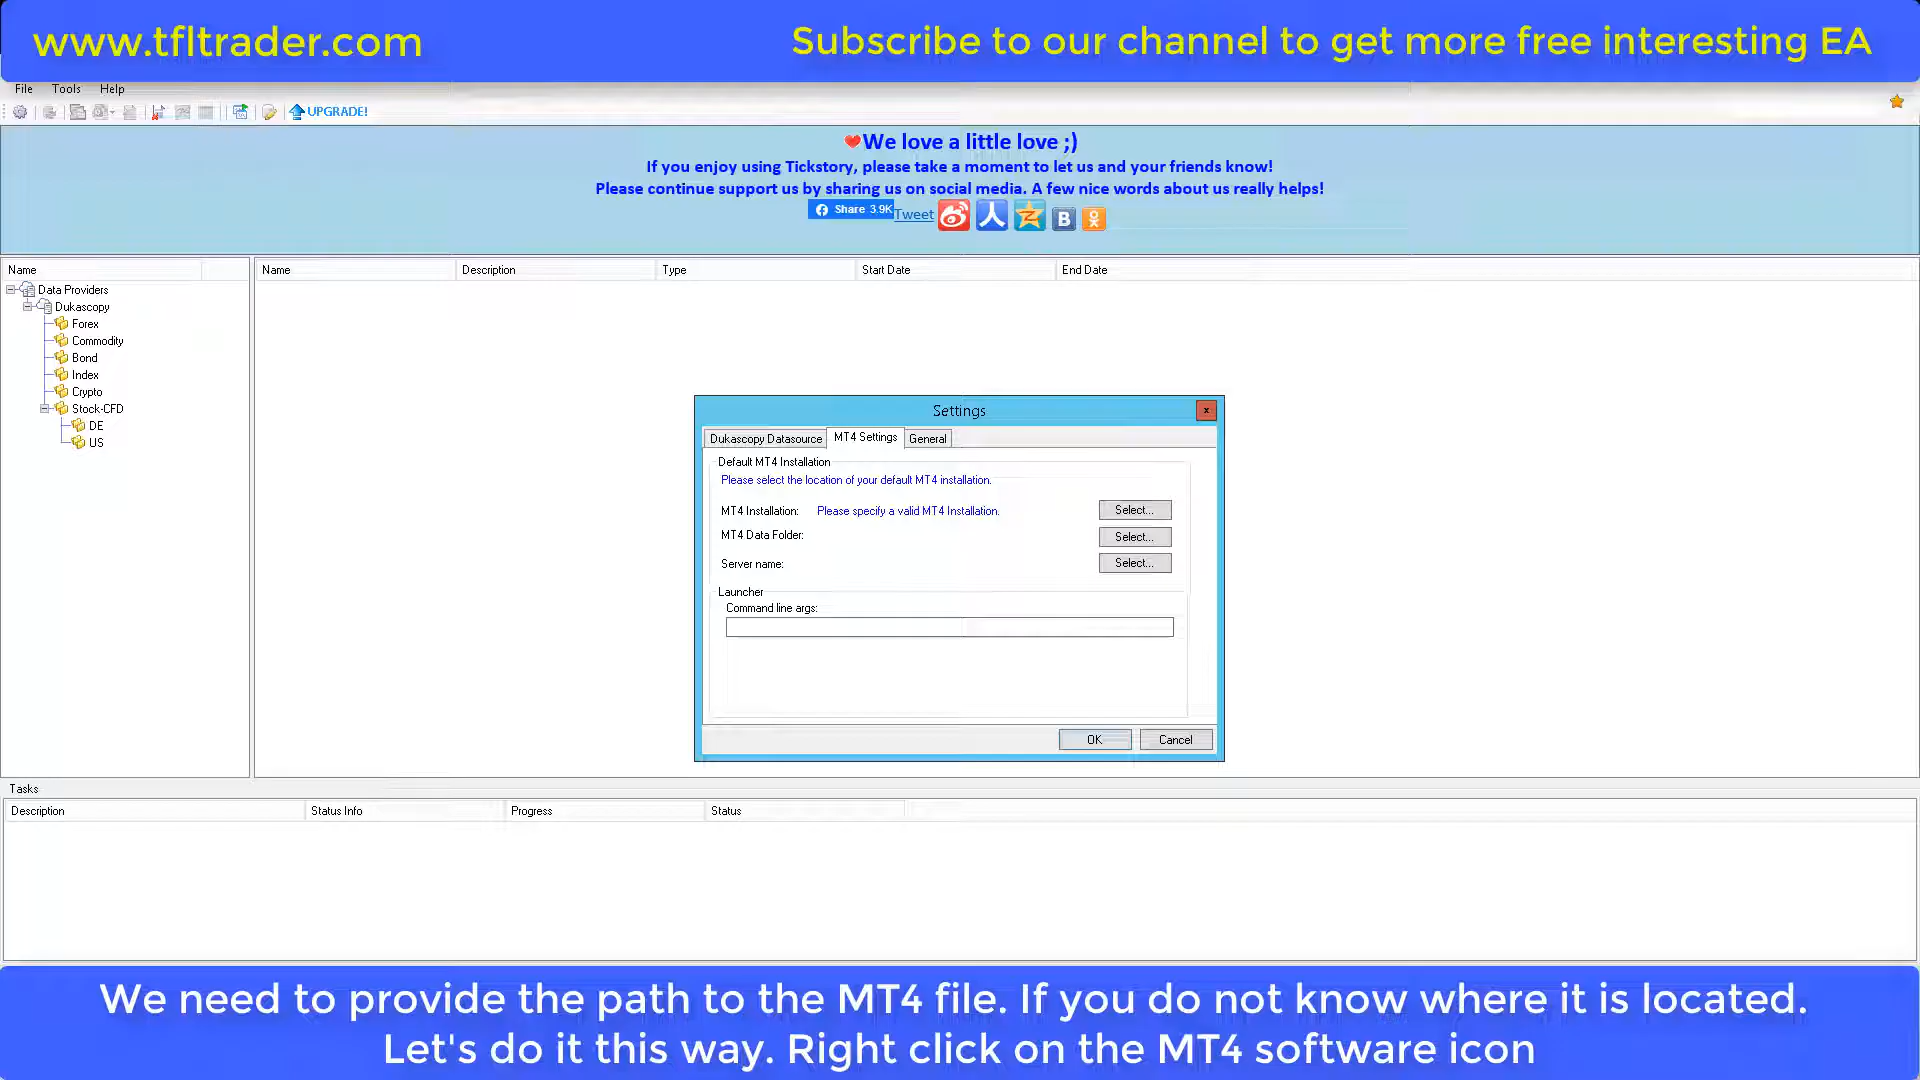 www.tfltrader.com
Subscribe to our channel to get more free interesting EA
File Tools Help
UPGRADE!
We love a little love ;)
If you enjoy using Tickstory, please take a moment to let us and your friends know!
Please continue support us by sharing us on social media. A few nice words about us really helps!
Share 3.9K Tweet
Name
Name Description Type Start Date End Date
Data Providers
Dukascopy
Forex
Commodity
Bond
Index
Crypto
Stock-CFD
DE
US
Settings
Dukascopy Datasource MT4 Settings General
Default MT4 Installation
Please select the location of your default MT4 installation.
MT4 Installation: Please specify a valid MT4 Installation. Select...
MT4 Data Folder: Select...
Server name: Select...
Launcher
Command line args:
OK Cancel
Tasks
Description Status Info Progress Status
We need to provide the path to the MT4 file. If you do not know where it is located.
Let's do it this way. Right click on the MT4 software icon